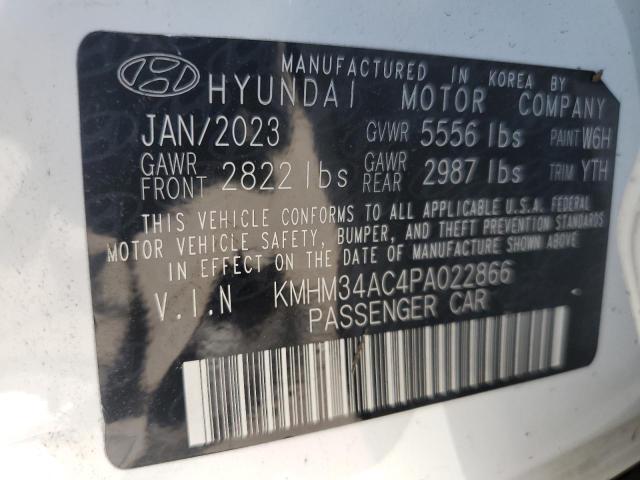 MANUFACTURED IN KOREA BY
HYUNDAI MOTOR COMPANY
JAN/2023 GVWR 5556 lbs PAINT W6H
GAWR FRONT 2822 lbs GAWR REAR 2987 lbs TRIM YTH
THIS VEHICLE CONFORMS TO ALL APPLICABLE U.S.A. FEDERAL
MOTOR VEHICLE SAFETY, BUMPER, AND THEFT PREVENTION STANDARDS
IN EFFECT ON THE DATE OF MANUFACTURE SHOWN ABOVE.
V.I.N KMHM34AC4PA022866
PASSENGER CAR